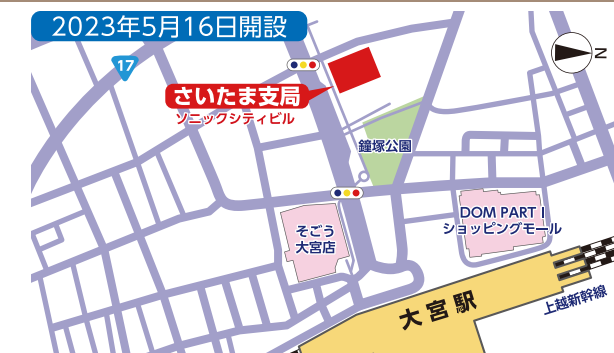 2023年5月16日開設
17
さいたま支局
ソニックシティビル
N
鐘塚公園
そごう
大宮店
DOM PART I
ショッピングモール
大宮駅
上越新幹線